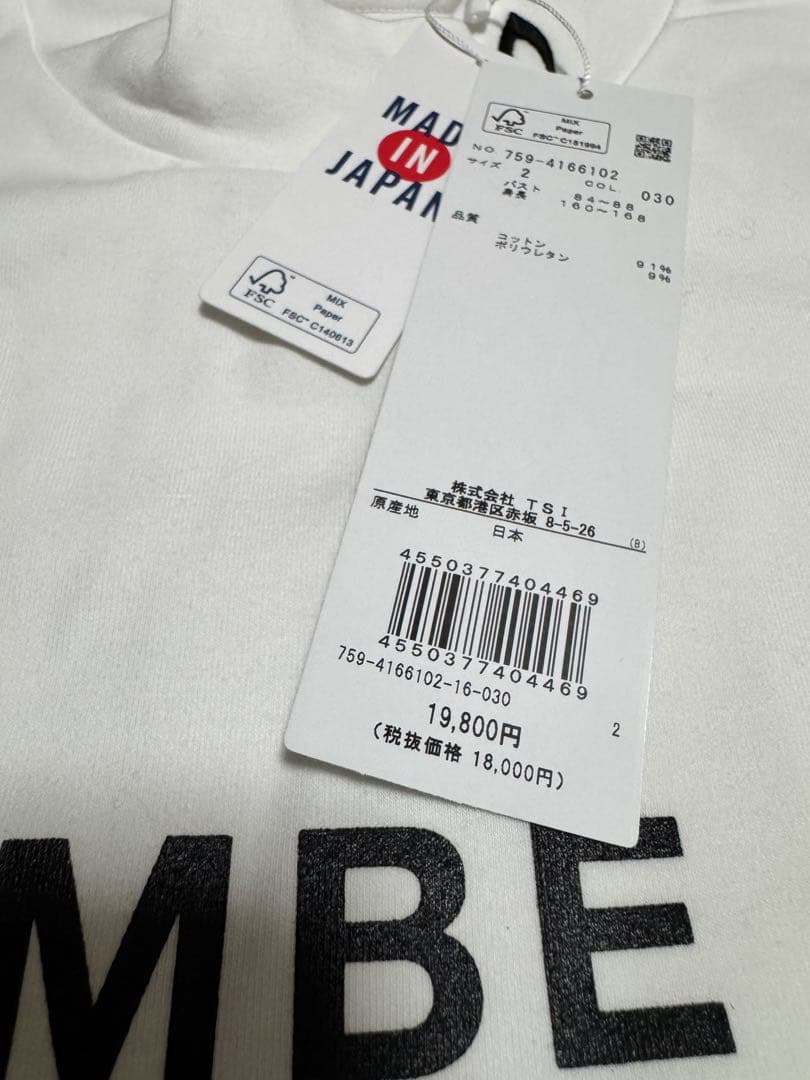 MAD
IN
JAPAN
FSC
MIX
Paper
FSC™ C140613
FSC
MIX
Paper
FSC™ C151994
NO. 759-4166102
サイズ 2 COL. 030
バスト 84～88
身長 160～168
品質
コットン 91%
ポリウレタン 9%
株式会社 TSI
東京都港区赤坂 8-5-26
(B)
原産地 日本
4550377404469
4550377404469
759-4166102-16-030
19,800円 2
(税抜価格 18,000円)
MBE